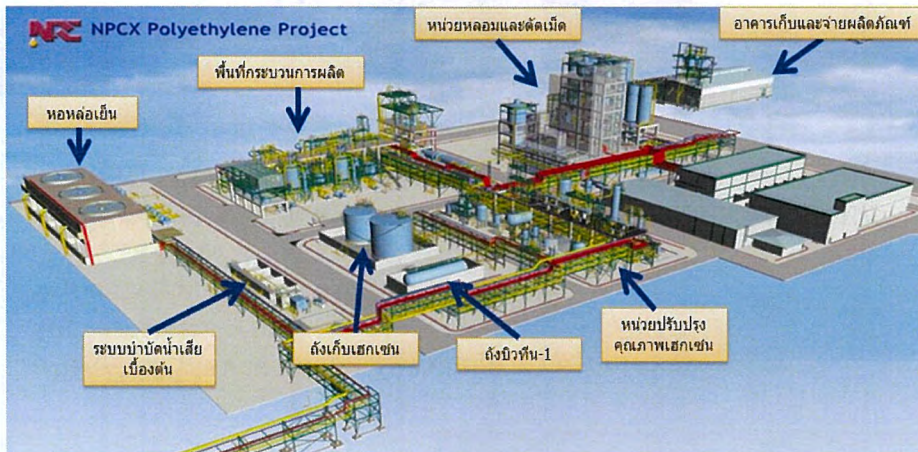 NPC NPCX Polyethylene Project
หน่วยหลอมและตัดเม็ด
อาคารเก็บและจ่ายผลิตภัณฑ์
พื้นที่กระบวนการผลิต
หอหล่อเย็น
ระบบบำบัดน้ำเสีย
เบื้องต้น
ถังเก็บเฮกเซน
ถังบิวทีน-1
หน่วยปรับปรุง
คุณภาพเฮกเซน